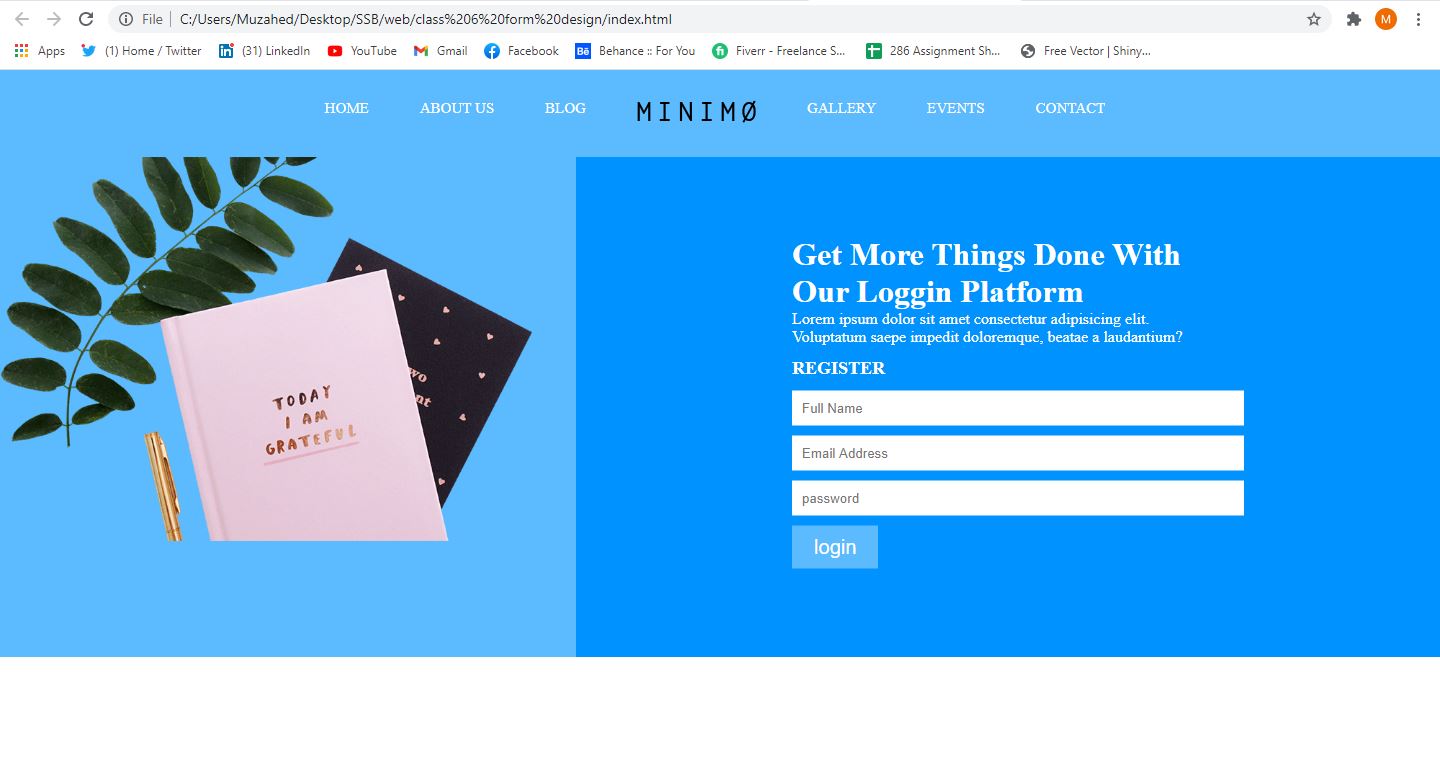 File C:/Users/Muzahed/Desktop/SSB/web/class%206%20form%20design/index.html M
Apps (1) Home / Twitter (31) LinkedIn YouTube Gmail Facebook Bē Behance :: For You fi Fiverr - Freelance S... 286 Assignment Sh... Free Vector | Shiny...
HOME ABOUT US BLOG MINIMØ GALLERY EVENTS CONTACT
TODAY
I AM
GRATEFUL
Get More Things Done With
Our Loggin Platform
Lorem ipsum dolor sit amet consectetur adipisicing elit.
Voluptatum saepe impedit doloremque, beatae a laudantium?
REGISTER
Full Name
Email Address
password
login